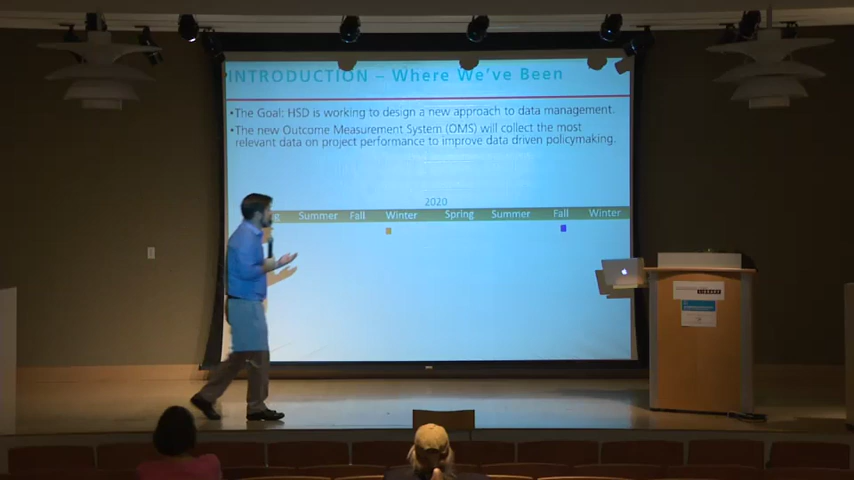 INTRODUCTION – Where We've Been
•The Goal: HSD is working to design a new approach to data management.
•The new Outcome Measurement System (OMS) will collect the most
relevant data on project performance to improve data driven policymaking.
2020
Summer Fall Winter Spring Summer Fall Winter
LIBRARY